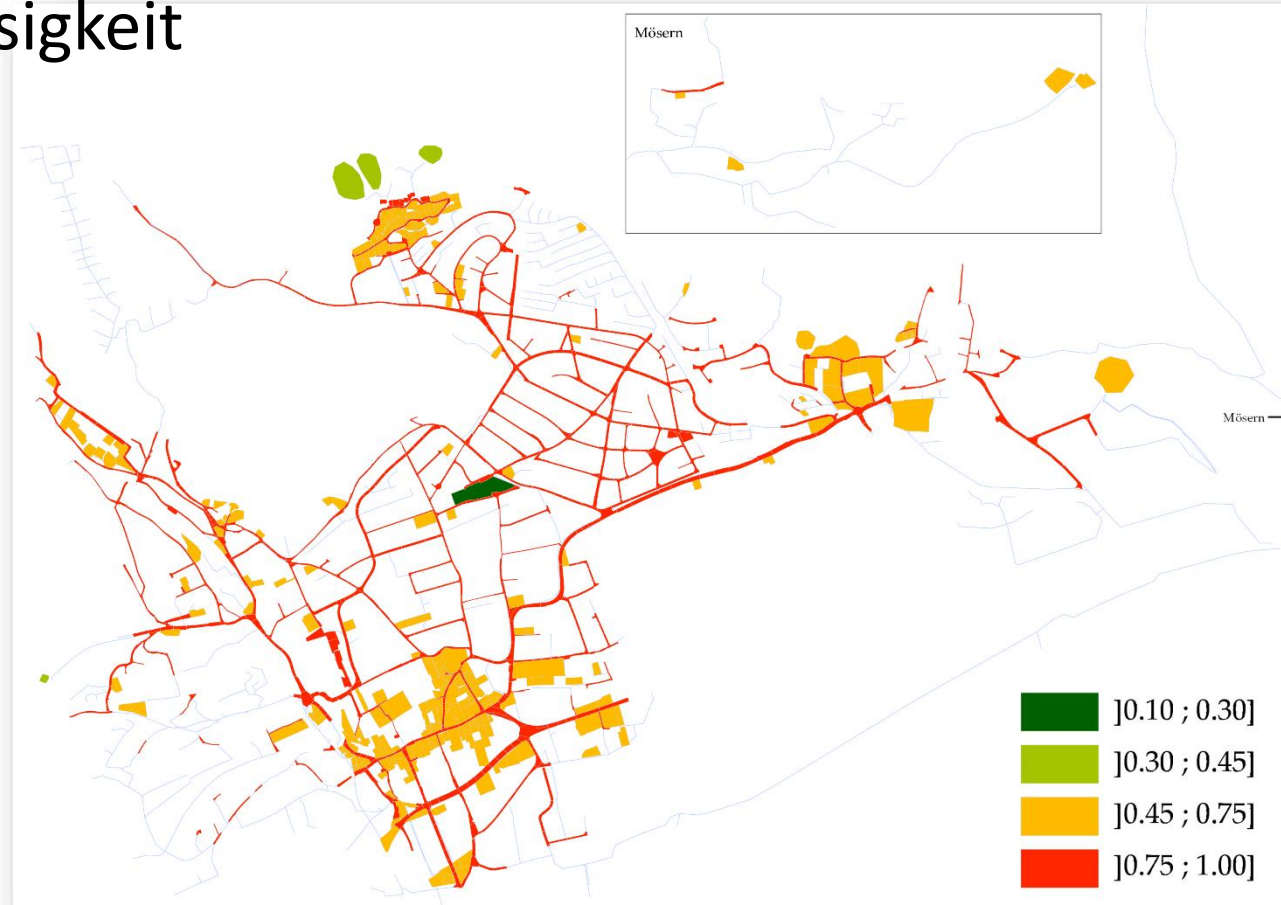 sigkeit
Mösern
Mösern
]0.10 ; 0.30]
]0.30 ; 0.45]
]0.45 ; 0.75]
]0.75 ; 1.00]